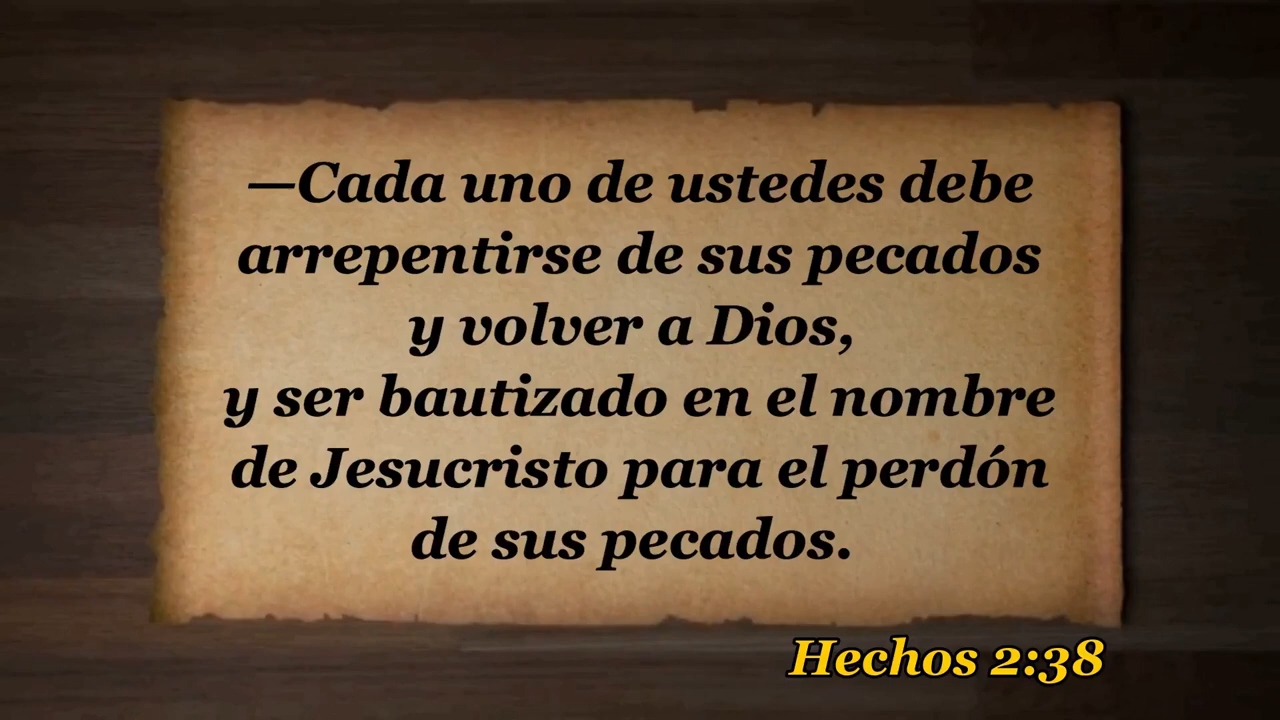 —Cada uno de ustedes debe
arrepentirse de sus pecados
y volver a Dios,
y ser bautizado en el nombre
de Jesucristo para el perdón
de sus pecados.
Hechos 2:38